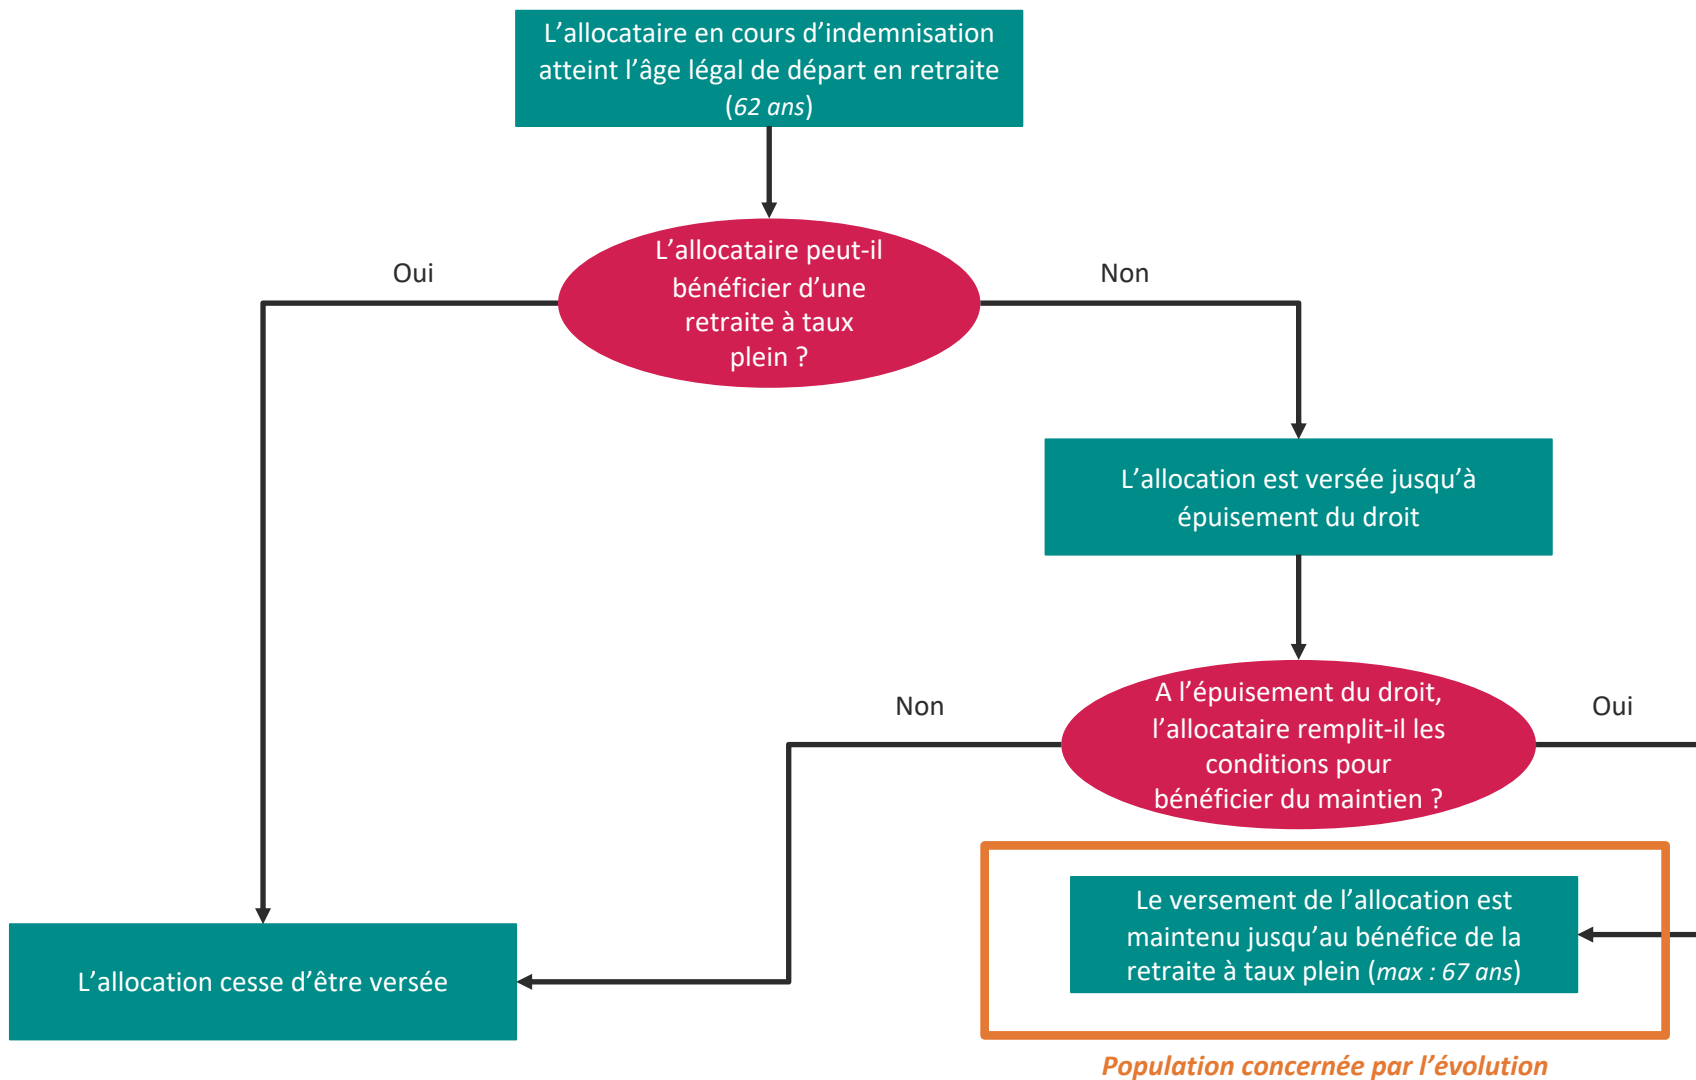 L’allocataire en cours d’indemnisation
atteint l’âge légal de départ en retraite
(62 ans)
Oui
L’allocataire peut-il
bénéficier d’une
retraite à taux
plein ?
Non
L’allocation est versée jusqu’à
épuisement du droit
Non
A l’épuisement du droit,
l’allocataire remplit-il les
conditions pour
bénéficier du maintien ?
Oui
Le versement de l’allocation est
maintenu jusqu’au bénéfice de la
retraite à taux plein (max : 67 ans)
L’allocation cesse d’être versée
Population concernée par l’évolution